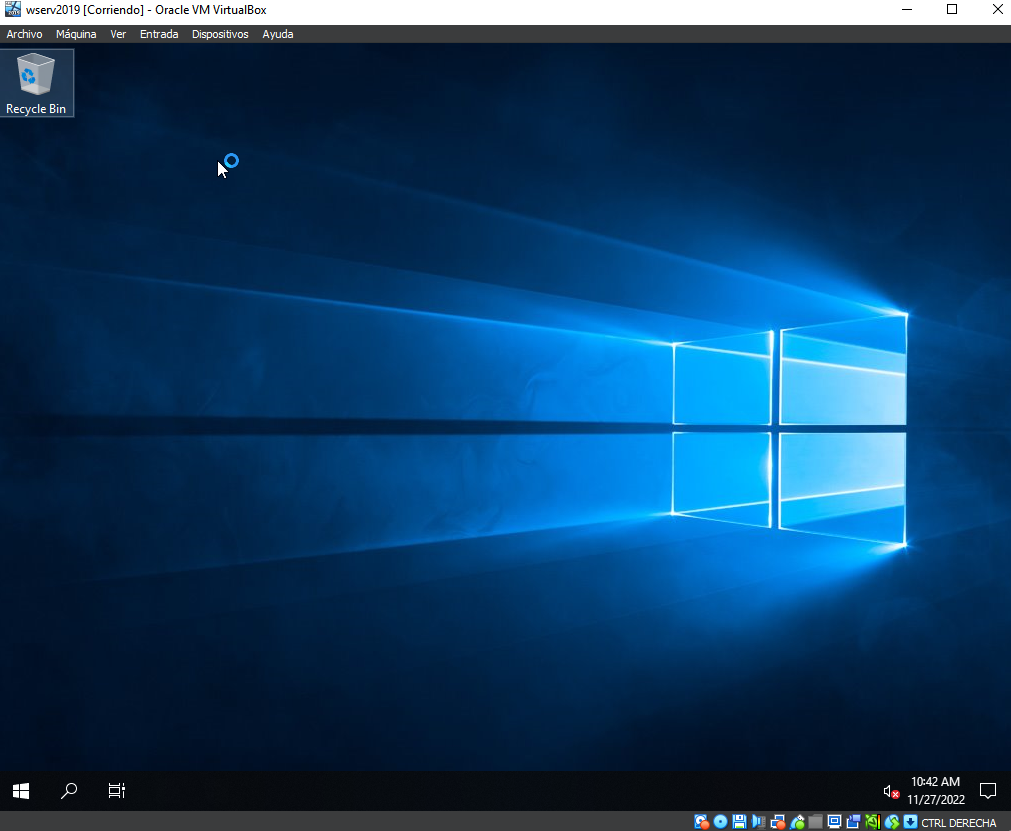 wserv2019 [Corriendo] - Oracle VM VirtualBox
Archivo Máquina Ver Entrada Dispositivos Ayuda
Recycle Bin
10:42 AM
11/27/2022
CTRL DERECHA